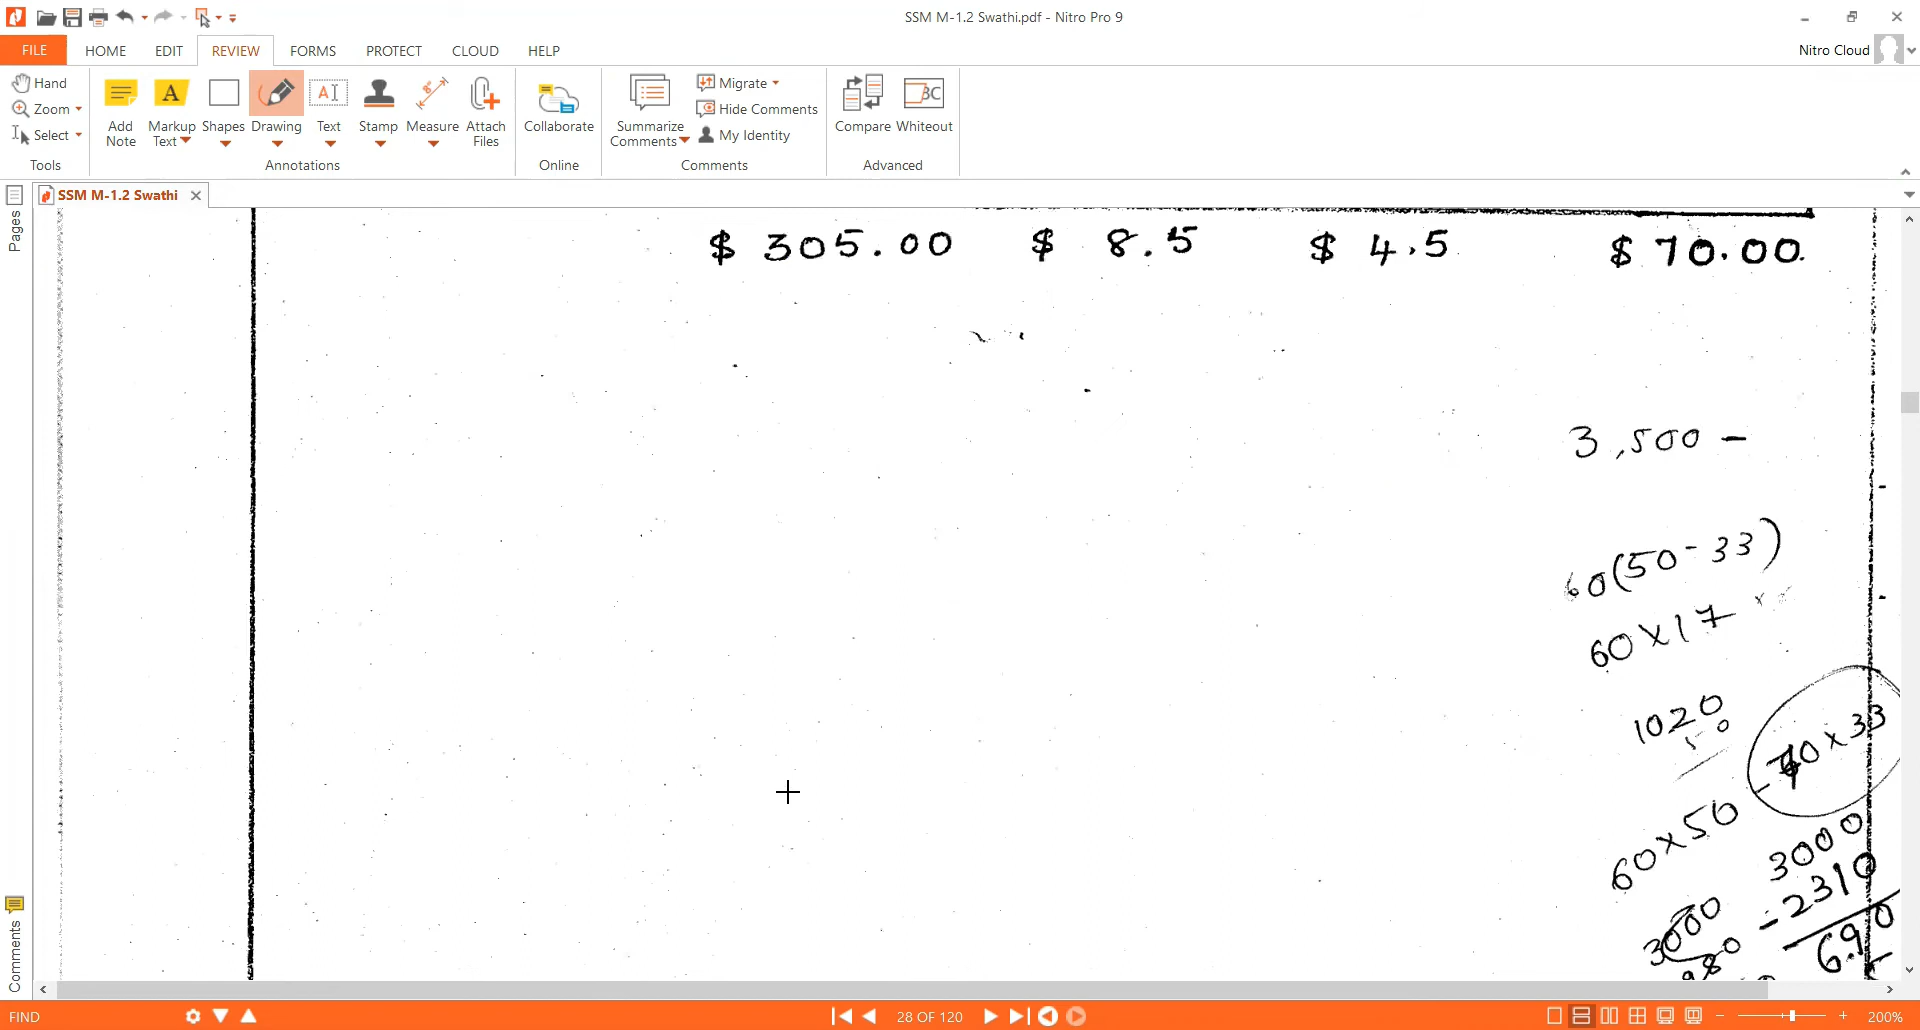 SSM M-1.2 Swathi.pdf - Nitro Pro 9
FILE HOME EDIT REVIEW FORMS PROTECT CLOUD HELP
Nitro Cloud
Hand
Zoom
Select
Tools
Add Note
Markup Text
Shapes
Drawing
Text
Stamp
Measure
Attach Files
Annotations
Collaborate
Online
Summarize Comments
Migrate
Hide Comments
My Identity
Comments
Compare
Whiteout
Advanced
SSM M-1.2 Swathi
Pages
$ 305.00 $ 8.5 $ 4.5 $ 70.00
3,500 -
60(50-33)
60x17
1020
-70x33
60x50
3000
-2310
690
3000
Comments
FIND
28 OF 120
200%